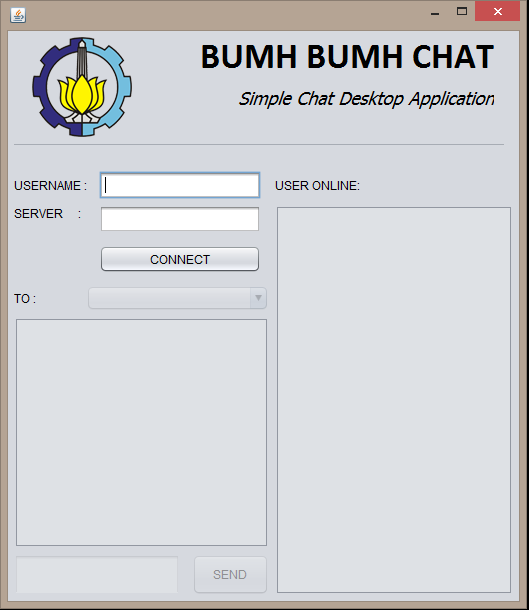 BUMH BUMH CHAT
Simple Chat Desktop Application
USERNAME :
USER ONLINE:
SERVER :
CONNECT
TO :
SEND